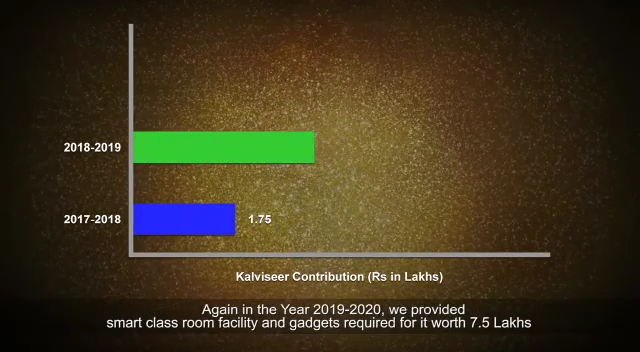 2018-2019
2017-2018
1.75
Kalviseer Contribution (Rs in Lakhs)
Again in the Year 2019-2020, we provided
smart class room facility and gadgets required for it worth 7.5 Lakhs